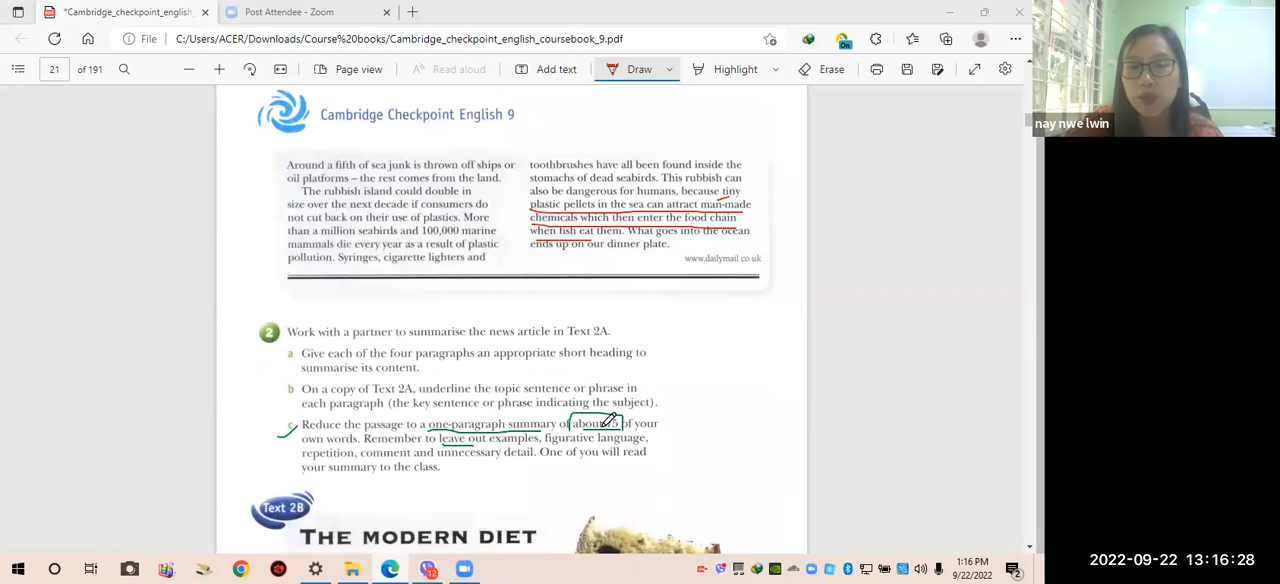 *Cambridge_checkpoint_english
Post Attendee - Zoom
File
C:/Users/ACER/Downloads/Course%20books/Cambridge_checkpoint_english_coursebook_9.pdf
On
21
of 191
Page view
Read aloud
Add text
Draw
Highlight
Erase
nay nwe lwin
Cambridge Checkpoint English 9
Around a fifth of sea junk is thrown off ships or
oil platforms – the rest comes from the land.
The rubbish island could double in
size over the next decade if consumers do
not cut back on their use of plastics. More
than a million seabirds and 100,000 marine
mammals die every year as a result of plastic
pollution. Syringes, cigarette lighters and
toothbrushes have all been found inside the
stomachs of dead seabirds. This rubbish can
also be dangerous for humans, because tiny
plastic pellets in the sea can attract man-made
chemicals which then enter the food chain
when fish eat them. What goes into the ocean
ends up on our dinner plate.
www.dailymail.co.uk
2 Work with a partner to summarise the news article in Text 2A.
a Give each of the four paragraphs an appropriate short heading to
summarise its content.
b On a copy of Text 2A, underline the topic sentence or phrase in
each paragraph (the key sentence or phrase indicating the subject).
c Reduce the passage to a one-paragraph summary of about 75 of your
own words. Remember to leave out examples, figurative language,
repetition, comment and unnecessary detail. One of you will read
your summary to the class.
Text 2B
THE MODERN DIET
12
1:16 PM
9/22/2022
2
2022-09-22 13:16:28